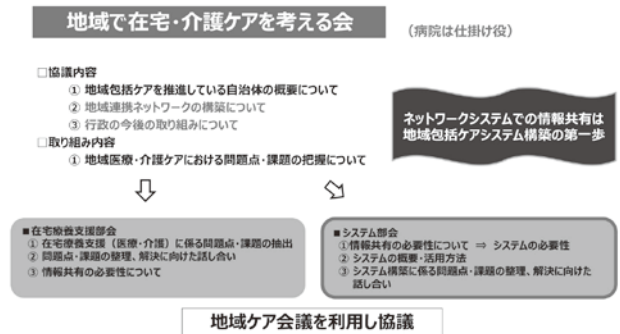 地域で在宅・介護ケアを考える会
（病院は仕掛け役）
□協議内容
① 地域包括ケアを推進している自治体の概要について
② 地域連携ネットワークの構築について
③ 行政の今後の取り組みについて
□取り組み内容
① 地域医療・介護ケアにおける問題点・課題の把握について
ネットワークシステムでの情報共有は
地域包括ケアシステム構築の第一歩
■在宅療養支援部会
① 在宅療養支援（医療・介護）に係る問題点・課題の抽出
② 問題点・課題の整理、解決に向けた話し合い
③ 情報共有の必要性について
■システム部会
①情報共有の必要性について ⇒ システムの必要性
② システムの概要・活用方法
③ システム構築に係る問題点・課題の整理、解決に向けた
話し合い
地域ケア会議を利用し協議